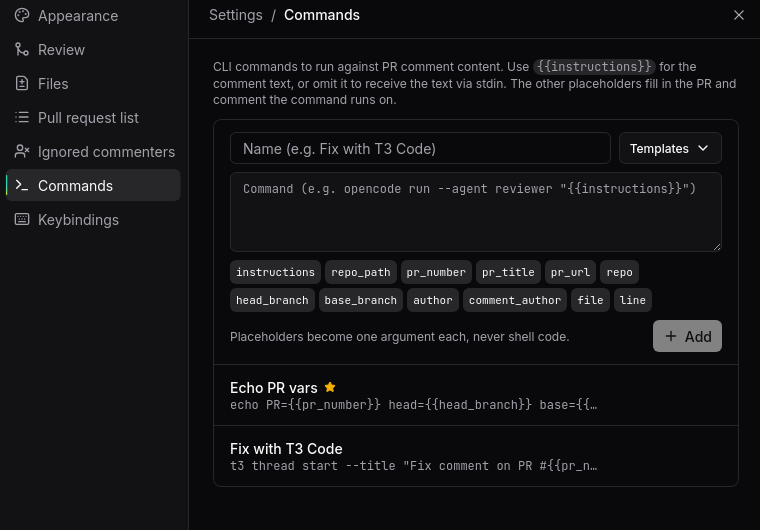 Appearance
Review
Files
Pull request list
Ignored commenters
Commands
Keybindings
Settings / Commands
CLI commands to run against PR comment content. Use {{instructions}} for the
comment text, or omit it to receive the text via stdin. The other placeholders fill in the PR and
comment the command runs on.
Name (e.g. Fix with T3 Code)
Templates
Command (e.g. opencode run --agent reviewer "{{instructions}}")
instructions repo_path pr_number pr_title pr_url repo
head_branch base_branch author comment_author file line
Placeholders become one argument each, never shell code.
+ Add
Echo PR vars
echo PR={{pr_number}} head={{head_branch}} base={{…
Fix with T3 Code
t3 thread start --title "Fix comment on PR #{{pr_n…